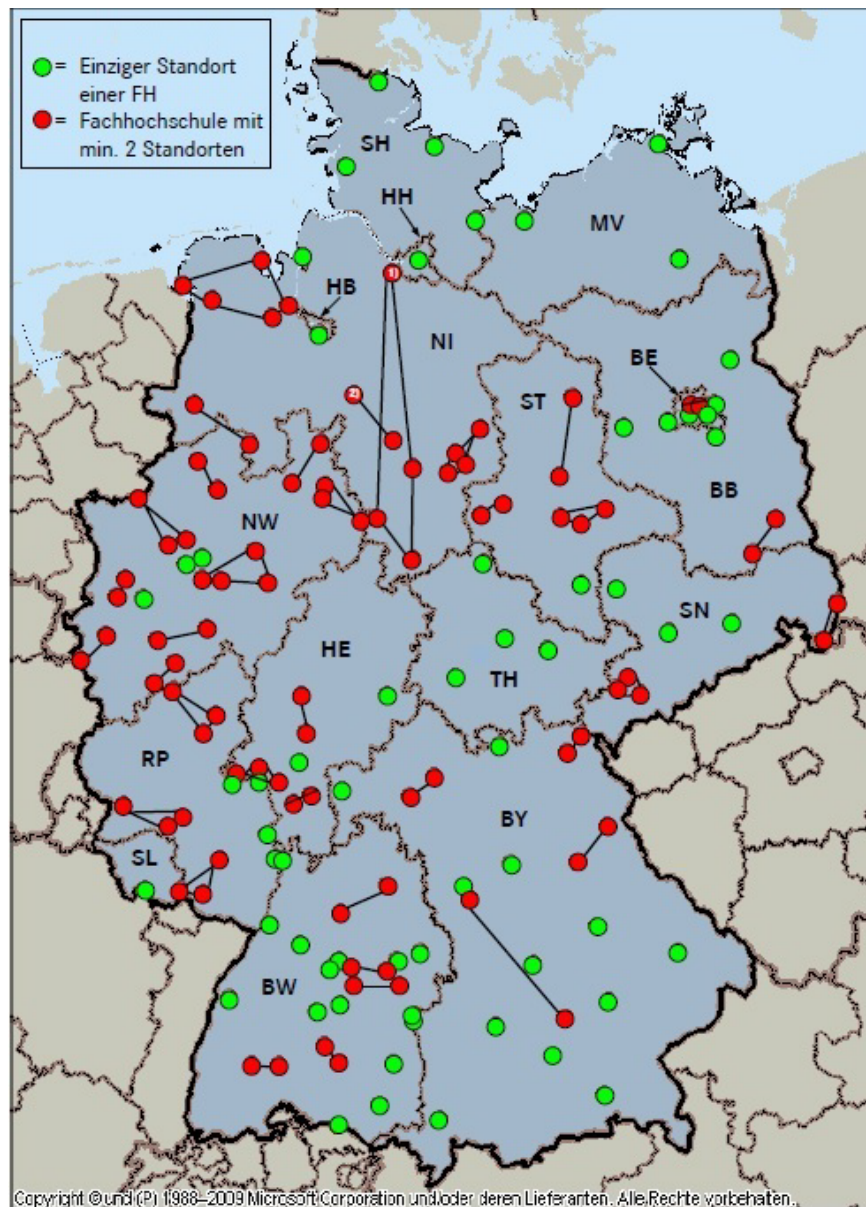 = Einziger Standort
einer FH
= Fachhochschule mit
min. 2 Standorten
SH
HH
MV
HB
1)
NI
BE
ST
2)
BB
NW
SN
HE
TH
RP
BY
SL
BW
Copyright © und (P) 1988–2009 Microsoft Corporation und/oder deren Lieferanten. Alle Rechte vorbehalten.